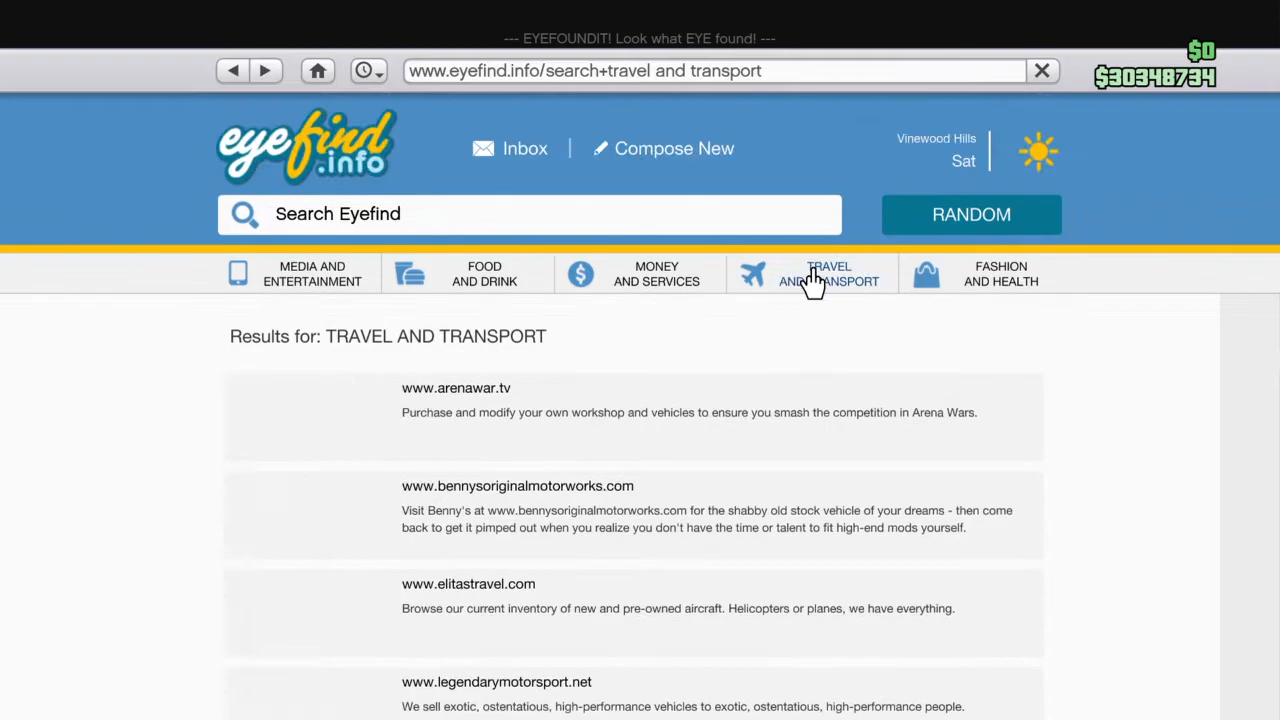 --- EYEFOUNDIT! Look what EYE found! ---
$0
www.eyefind.info/search+travel and transport
$30348734
eyefind
.info
Inbox
Compose New
Vinewood Hills
Sat
Search Eyefind
RANDOM
MEDIA AND
ENTERTAINMENT
FOOD
AND DRINK
MONEY
AND SERVICES
TRAVEL
AND TRANSPORT
FASHION
AND HEALTH
Results for: TRAVEL AND TRANSPORT
www.arenawar.tv
Purchase and modify your own workshop and vehicles to ensure you smash the competition in Arena Wars.
www.bennysoriginalmotorworks.com
Visit Benny's at www.bennysoriginalmotorworks.com for the shabby old stock vehicle of your dreams - then come
back to get it pimped out when you realize you don't have the time or talent to fit high-end mods yourself.
www.elitastravel.com
Browse our current inventory of new and pre-owned aircraft. Helicopters or planes, we have everything.
www.legendarymotorsport.net
We sell exotic, ostentatious, high-performance vehicles to exotic, ostentatious, high-performance people.